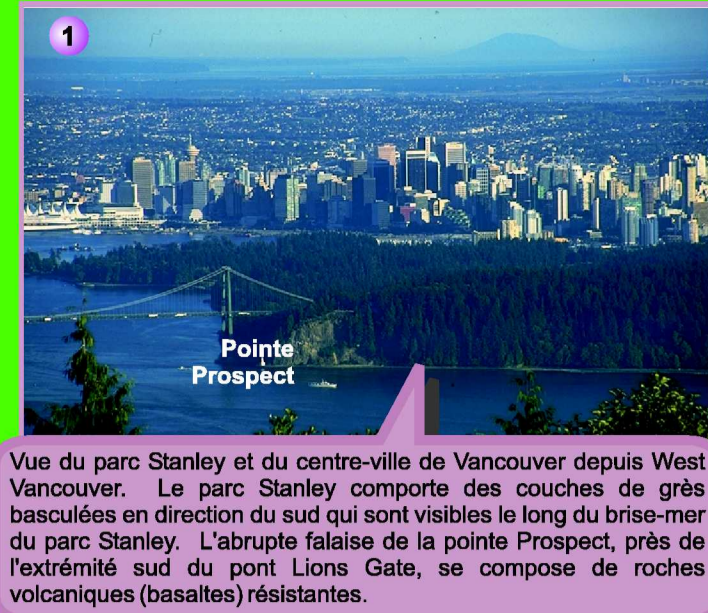 1
Pointe
Prospect
Vue du parc Stanley et du centre-ville de Vancouver depuis West
Vancouver. Le parc Stanley comporte des couches de grès
basculées en direction du sud qui sont visibles le long du brise-mer
du parc Stanley. L'abrupte falaise de la pointe Prospect, près de
l'extrémité sud du pont Lions Gate, se compose de roches
volcaniques (basaltes) résistantes.